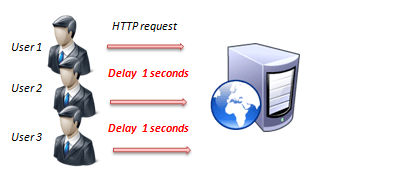 HTTP request
User 1
Delay 1 seconds
User 2
Delay 1 seconds
User 3